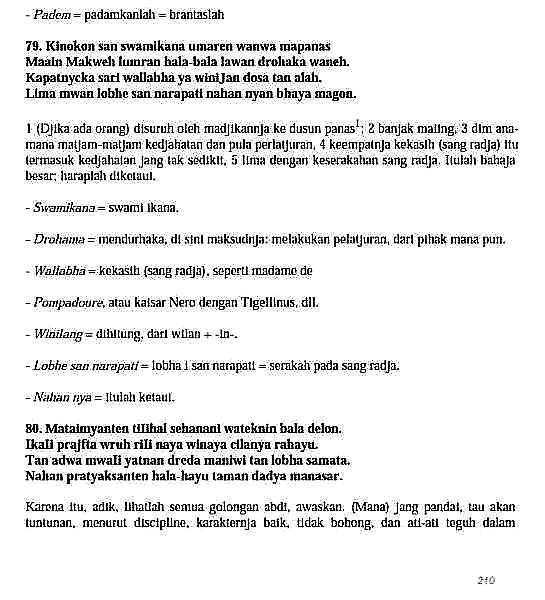 - Padem = padamkanlah = brantaslah
79. Kinokon san swamikana umaren wanwa mapanas
Maain Makweh lumran hala-bala lawan drohaka waneh.
Kapatnycka sari wallabha ya winiJan dosa tan alah.
Lima mwan lobhe san narapati nahan nyan bhaya magon.
1 (Djika ada orang) disuruh oleh madjikannja ke dusun panas¹; 2 banjak maling, 3 dlm ana-
mana matjam-matjam kedjahatan dan pula perlatjuran, 4 keempatnja kekasih (sang radja) itu
termasuk kedjahatan jang tak sedikit, 5 lima dengan keserakahan sang radja. Itulah bahaja
besar; haraplah diketaui.
- Swamikana = swami ikana.
- Drohama = mendurhaka, di sini maksudnja: melakukan pelatjuran, dari pihak mana pun.
- Wallabha = kekasih (sang radja), seperti madame de
- Pompadoure, atau kaisar Nero dengan Tigellinus, dll.
- Winilang = dihitung, dari wilan + -in-.
- Lobhe san narapati = lobha i san narapati = serakah pada sang radja.
- Nahan nya = itulah ketaui.
80. Mataimyanten tilihal sehanani wateknin bala delon.
Ikali prajfta wruh rili naya winaya cilanya rahayu.
Tan adwa mwali yatnan dreda maniwi tan lobha samata.
Nahan pratyaksanten hala-hayu taman dadya manasar.
Karena itu, adik, lihatlah semua golongan abdi, awaskan. (Mana) jang pandai, tau akan
tuntunan, menurut discipline, karakternja baik, tidak bohong, dan ati-ati teguh dalam
210